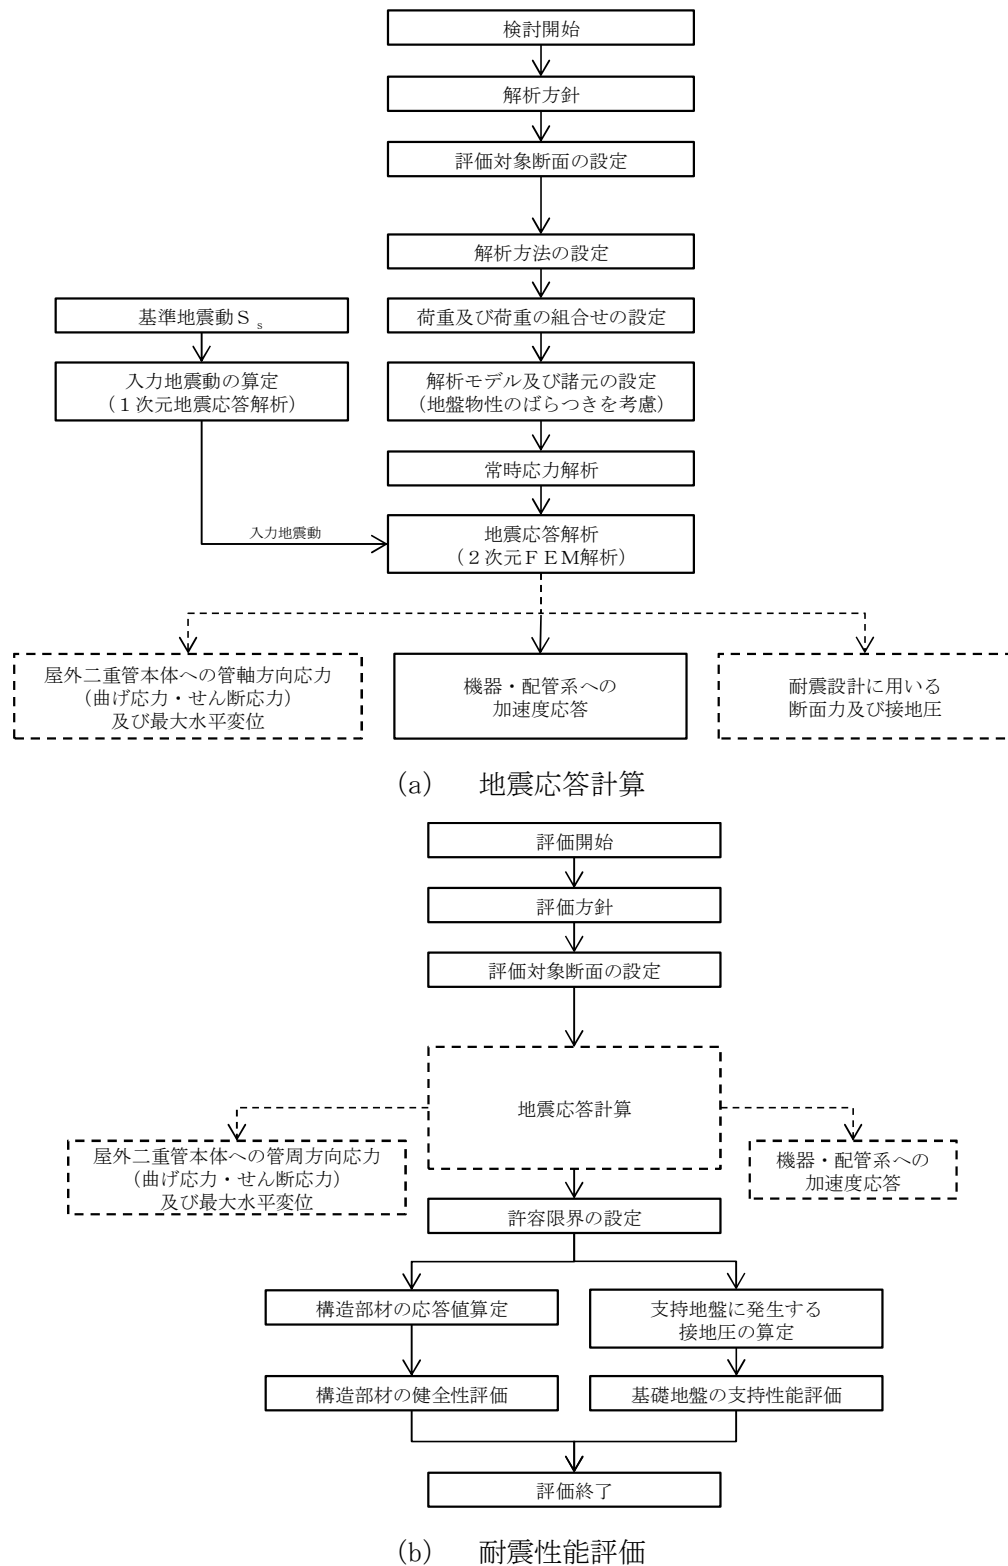 検討開始
解析方針
評価対象断面の設定
解析方法の設定
基準地震動Ｓs
荷重及び荷重の組合せの設定
入力地震動の算定
（１次元地震応答解析）
解析モデル及び諸元の設定
（地盤物性のばらつきを考慮）
常時応力解析
入力地震動
地震応答解析
（２次元ＦＥＭ解析）
屋外二重管本体への管軸方向応力
（曲げ応力・せん断応力）
及び最大水平変位
機器・配管系への
加速度応答
耐震設計に用いる
断面力及び接地圧
(a)　地震応答計算
評価開始
評価方針
評価対象断面の設定
地震応答計算
屋外二重管本体への管周方向応力
（曲げ応力・せん断応力）
及び最大水平変位
機器・配管系への
加速度応答
許容限界の設定
構造部材の応答値算定
支持地盤に発生する
接地圧の算定
構造部材の健全性評価
基礎地盤の支持性能評価
評価終了
(b)　耐震性能評価